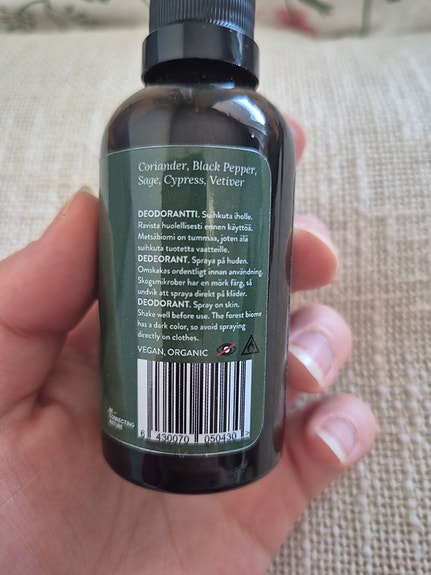 Coriander, Black Pepper,
Sage, Cypress, Vetiver
DEODORANTTI. Suihkuta iholle.
Ravista huolellisesti ennen käyttöä.
Metsäbiomi on tummaa, joten älä
suihkuta tuotetta vaatteille.
DEDEORANT. Spraya på huden.
Omskakas ordentligt innan användning.
Skogsmikrober har en mörk färg, så
undvik att spraya direkt på kläder.
DEODORANT. Spray on skin.
Shake well before use. The forest biome
has a dark color, so avoid spraying
directly on clothes.
VEGAN, ORGANIC
RE—
CONNECTING
NATURE
6 430070 050430